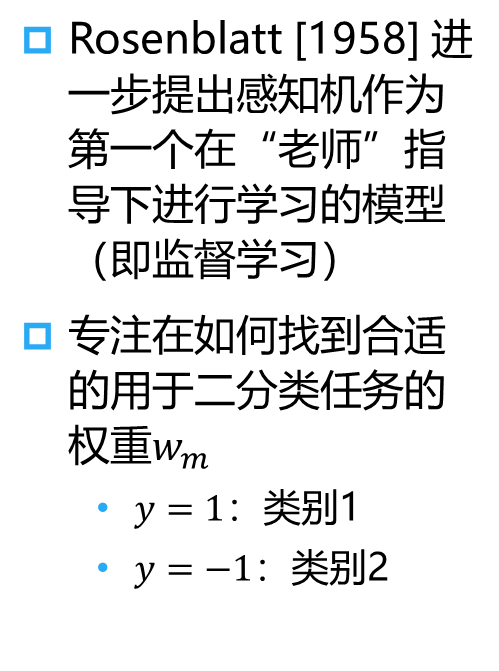 Rosenblatt [1958] 进
一步提出感知机作为
第一个在“老师”指
导下进行学习的模型
（即监督学习）
专注在如何找到合适
的用于二分类任务的
权重𝑤𝑚
• 𝑦 = 1：类别1
• 𝑦 = −1：类别2